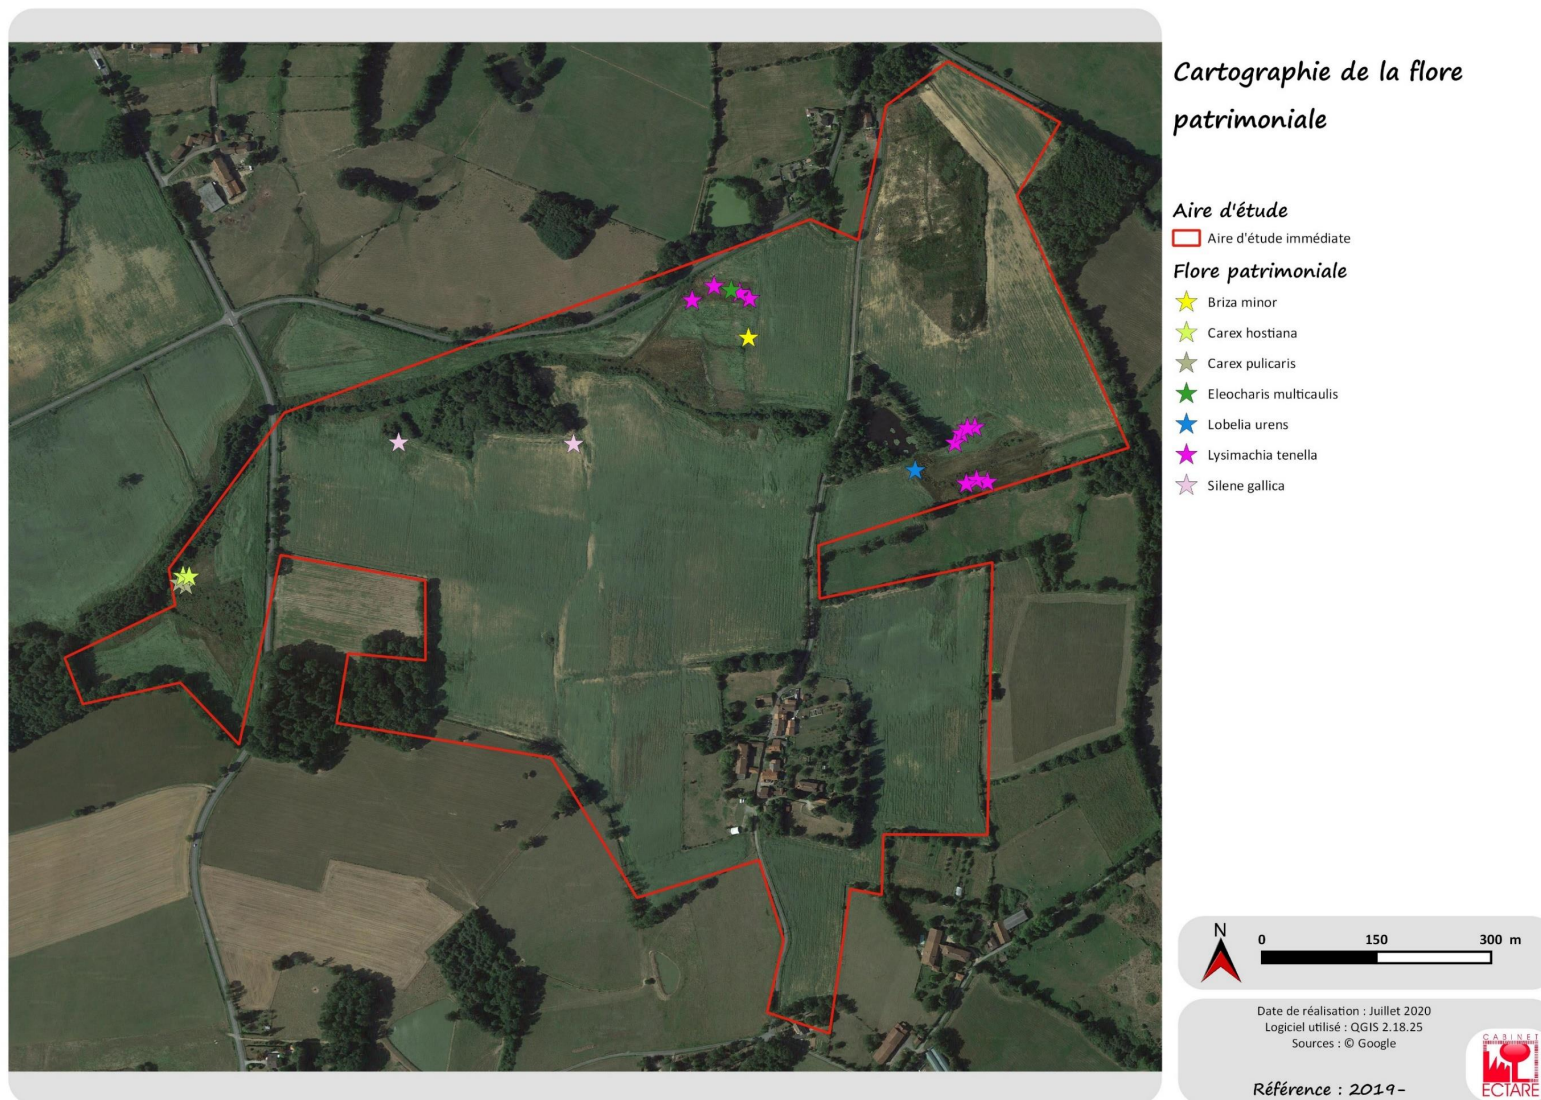 Cartographie de la flore
patrimoniale
Aire d'étude
Aire d'étude immédiate
Flore patrimoniale
Briza minor
Carex hostiana
Carex pulicaris
Eleocharis multicaulis
Lobelia urens
Lysimachia tenella
Silene gallica
N
0 150 300 m
Date de réalisation : Juillet 2020
Logiciel utilisé : QGIS 2.18.25
Sources : © Google
Référence : 2019-
CABINET
ECTARE